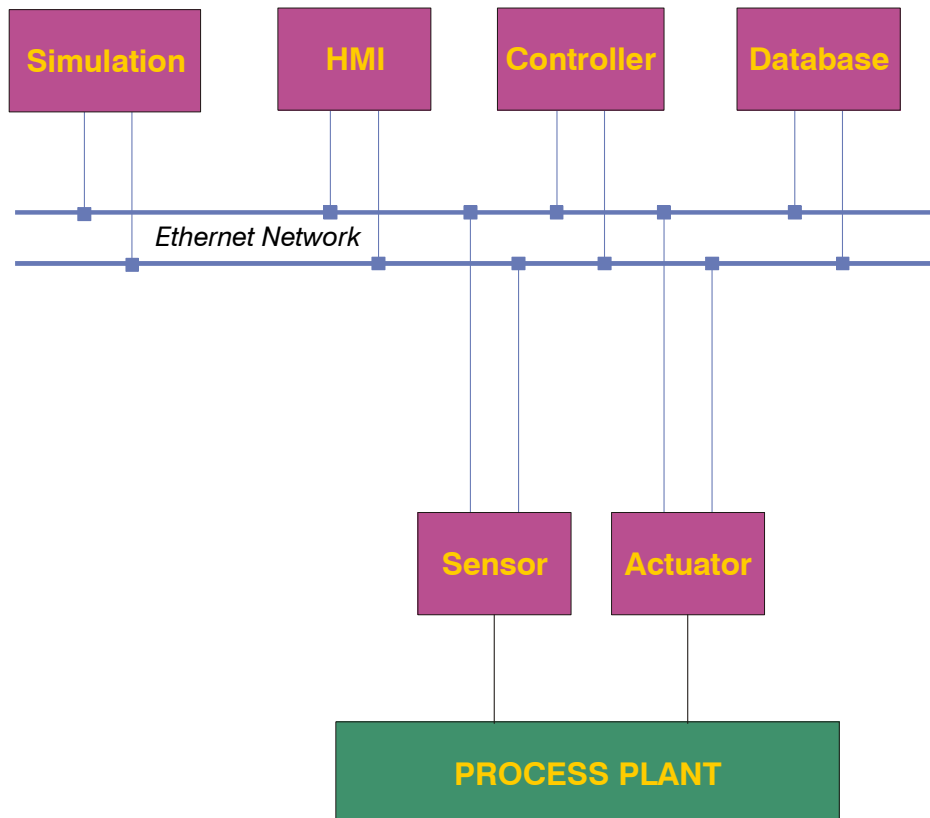 Simulation
HMI
Controller
Database
Ethernet Network
Sensor
Actuator
PROCESS PLANT